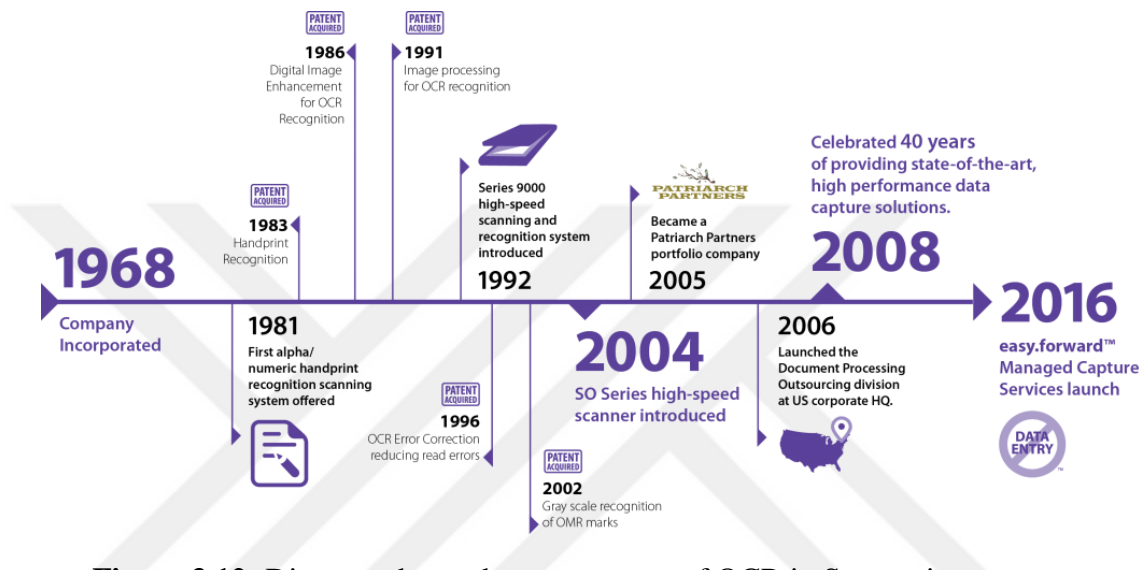 PATENT
ACQUIRED
1986
Digital Image
Enhancement
for OCR
Recognition
PATENT
ACQUIRED
1991
Image processing
for OCR recognition
PATENT
ACQUIRED
1983
Handprint
Recognition
Series 9000
high-speed
scanning and
recognition system
introduced
1992
PATRIARCH
PARTNERS
Became a
Patriarch Partners
portfolio company
2005
Celebrated 40 years
of providing state-of-the-art,
high performance data
capture solutions.
2008
1968
Company
Incorporated
1981
First alpha/
numeric handprint
recognition scanning
system offered
PATENT
ACQUIRED
1996
OCR Error Correction
reducing read errors
PATENT
ACQUIRED
2002
Gray scale recognition
of OMR marks
2004
SO Series high-speed
scanner introduced
2006
Launched the
Document Processing
Outsourcing division
at US corporate HQ.
2016
easy.forward™
Managed Capture
Services launch
DATA
ENTRY
™